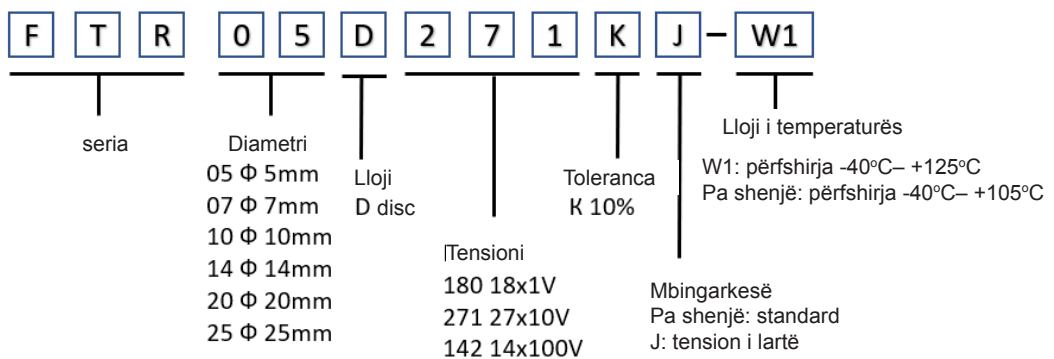 F T R 0 5 D 2 7 1 K J – W1
seria
Diametri
05 Φ 5mm
07 Φ 7mm
10 Φ 10mm
14 Φ 14mm
20 Φ 20mm
25 Φ 25mm
Lloji
D disc
Tensioni
180 18x1V
271 27x10V
142 14x100V
Toleranca
K 10%
Mbingarkesë
Pa shenjë: standard
J: tension i lartë
Lloji i temperaturës
W1: përfshirja -40°C– +125°C
Pa shenjë: përfshirja -40°C– +105°C